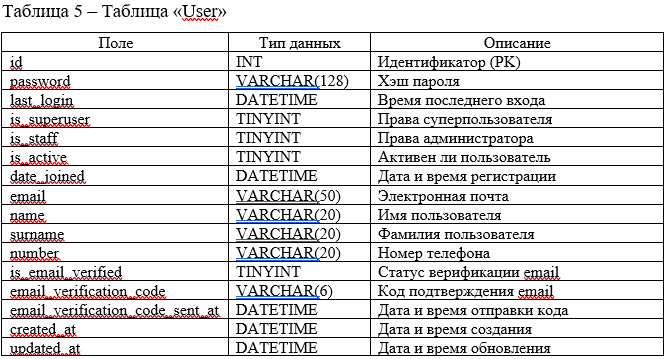 Таблица 5 – Таблица «User»
Поле Тип данных Описание
id INT Идентификатор (PK)
password VARCHAR(128) Хэш пароля
last_login DATETIME Время последнего входа
is_superuser TINYINT Права суперпользователя
is_staff TINYINT Права администратора
is_active TINYINT Активен ли пользователь
date_joined DATETIME Дата и время регистрации
email VARCHAR(50) Электронная почта
name VARCHAR(20) Имя пользователя
surname VARCHAR(20) Фамилия пользователя
number VARCHAR(20) Номер телефона
is_email_verified TINYINT Статус верификации email
email_verification_code VARCHAR(6) Код подтверждения email
email_verification_code_sent_at DATETIME Дата и время отправки кода
created_at DATETIME Дата и время создания
updated_at DATETIME Дата и время обновления